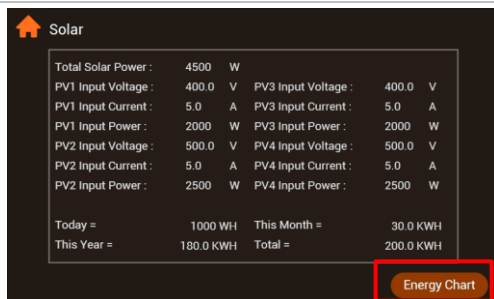 Solar
Total Solar Power : 4500 W
PV1 Input Voltage : 400.0 V PV3 Input Voltage : 400.0 V
PV1 Input Current : 5.0 A PV3 Input Current : 5.0 A
PV1 Input Power : 2000 W PV3 Input Power : 2000 W
PV2 Input Voltage : 500.0 V PV4 Input Voltage : 500.0 V
PV2 Input Current : 5.0 A PV4 Input Current : 5.0 A
PV2 Input Power : 2500 W PV4 Input Power : 2500 W
Today = 1000 WH This Month = 30.0 KWH
This Year = 180.0 KWH Total = 200.0 KWH
Energy Chart